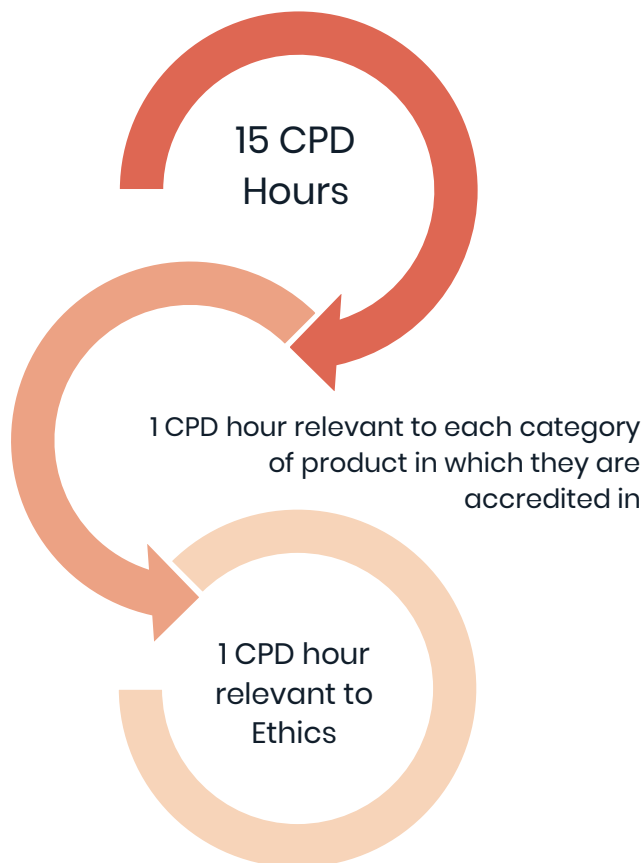 15 CPD
Hours
1 CPD hour relevant to each category
of product in which they are
accredited in
1 CPD hour
relevant to
Ethics